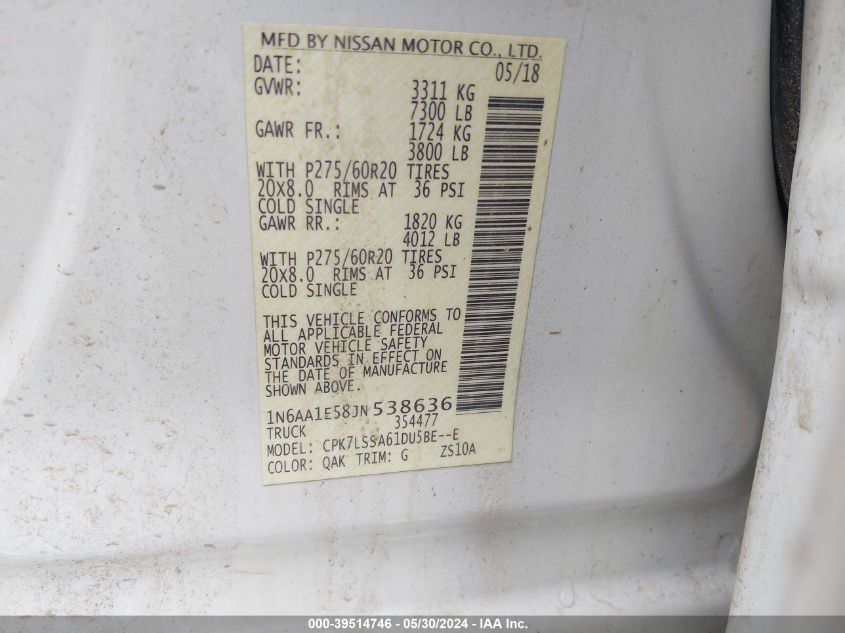 MFD BY NISSAN MOTOR CO., LTD.
DATE: 05/18
GVWR: 3311 KG
7300 LB
GAWR FR.: 1724 KG
3800 LB
WITH P275/60R20 TIRES
20X8.0 RIMS AT 36 PSI
COLD SINGLE
GAWR RR.: 1820 KG
4012 LB
WITH P275/60R20 TIRES
20X8.0 RIMS AT 36 PSI
COLD SINGLE
THIS VEHICLE CONFORMS TO
ALL APPLICABLE FEDERAL
MOTOR VEHICLE SAFETY
STANDARDS IN EFFECT ON
THE DATE OF MANUFACTURE
SHOWN ABOVE.
1N6AA1E58JN538636
TRUCK 354477
MODEL: CPK7LSSA61DU5BE--E
COLOR: QAK TRIM: G ZS10A
000-39514746 - 05/30/2024 - IAA Inc.